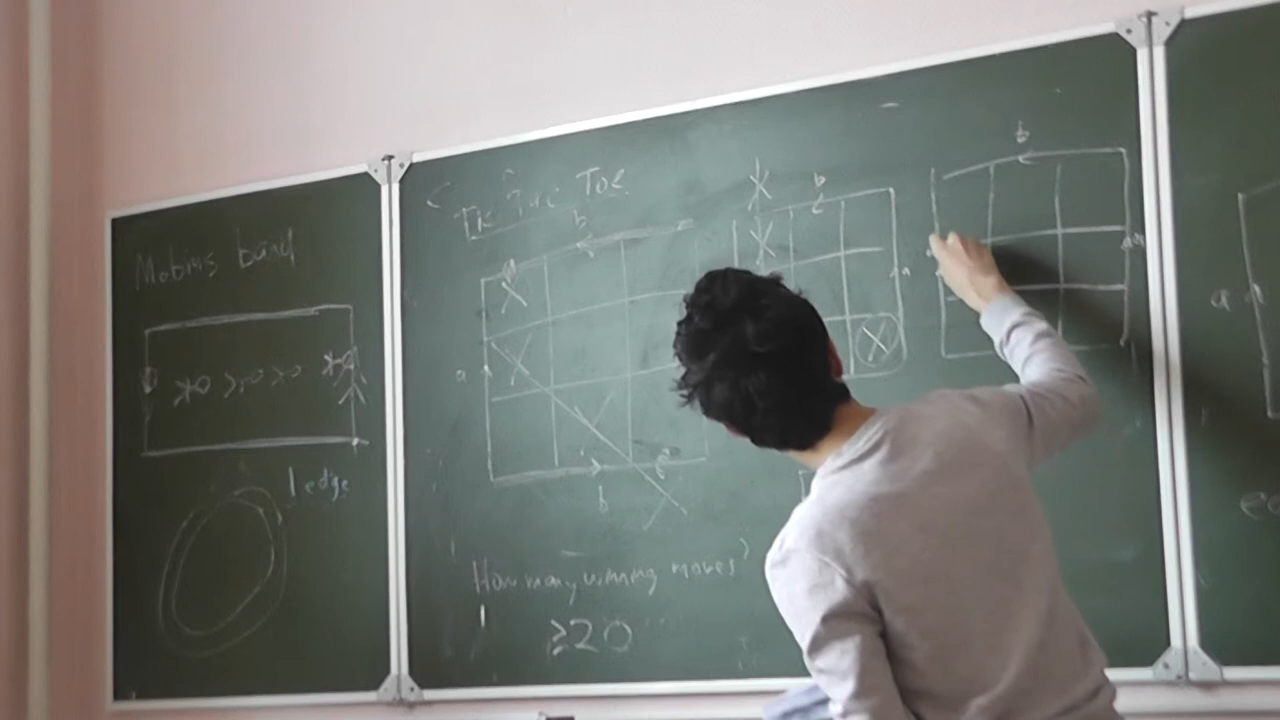 Mobius band
1 edge
Tic Tac Toe
b
X
a
X
b
How many winning moves?
≥20
X
b
X
a
X
b
a
a